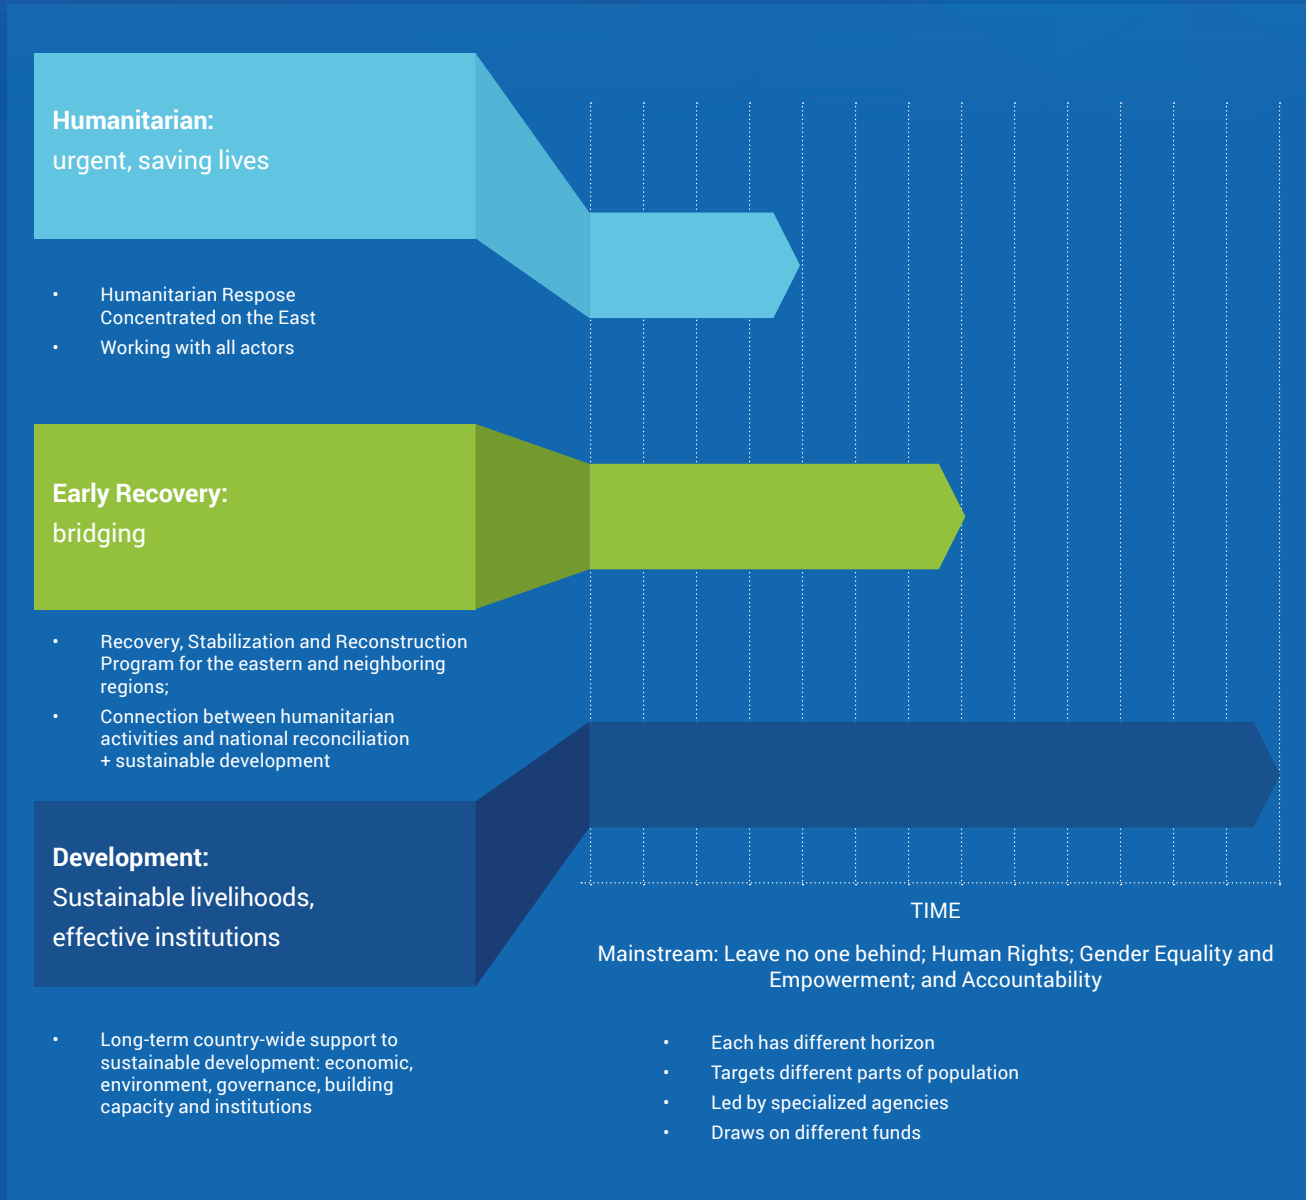 Humanitarian:
urgent, saving lives
• Humanitarian Respose
Concentrated on the East
• Working with all actors
Early Recovery:
bridging
• Recovery, Stabilization and Reconstruction
Program for the eastern and neighboring
regions;
• Connection between humanitarian
activities and national reconciliation
+ sustainable development
Development:
Sustainable livelihoods,
effective institutions
• Long-term country-wide support to
sustainable development: economic,
environment, governance, building
capacity and institutions
TIME
Mainstream: Leave no one behind; Human Rights; Gender Equality and
Empowerment; and Accountability
• Each has different horizon
• Targets different parts of population
• Led by specialized agencies
• Draws on different funds